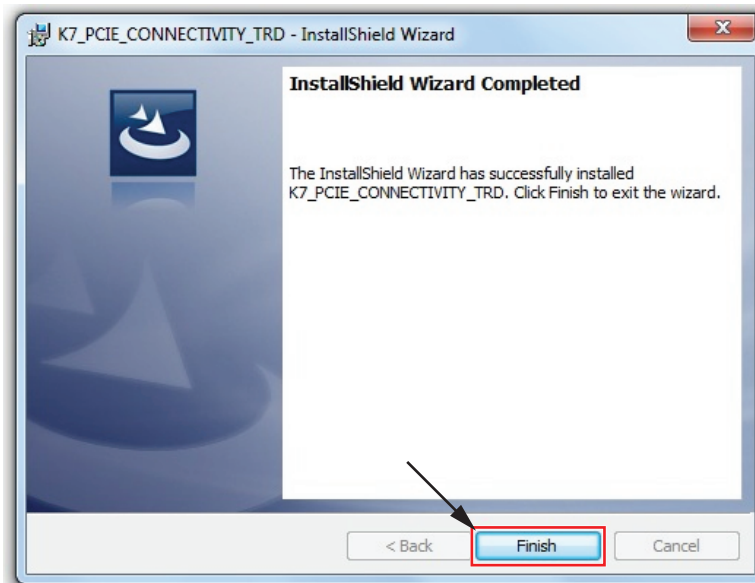 K7_PCIE_CONNECTIVITY_TRD - InstallShield Wizard
InstallShield Wizard Completed
The InstallShield Wizard has successfully installed
K7_PCIE_CONNECTIVITY_TRD. Click Finish to exit the wizard.
< Back Finish Cancel